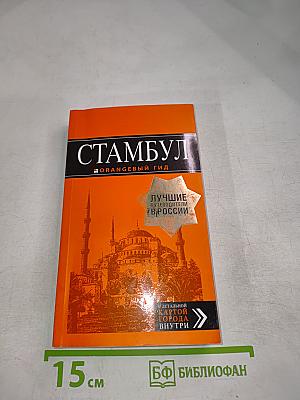 СТАМБУЛ
ORANGEВЫЙ ГИД
ЛУЧШИЕ
ПУТЕВОДИТЕЛИ
В РОССИИ
С ДЕТАЛЬНОЙ
КАРТОЙ
ГОРОДА
ВНУТРИ
15 см
БФ БИБЛИОФАН